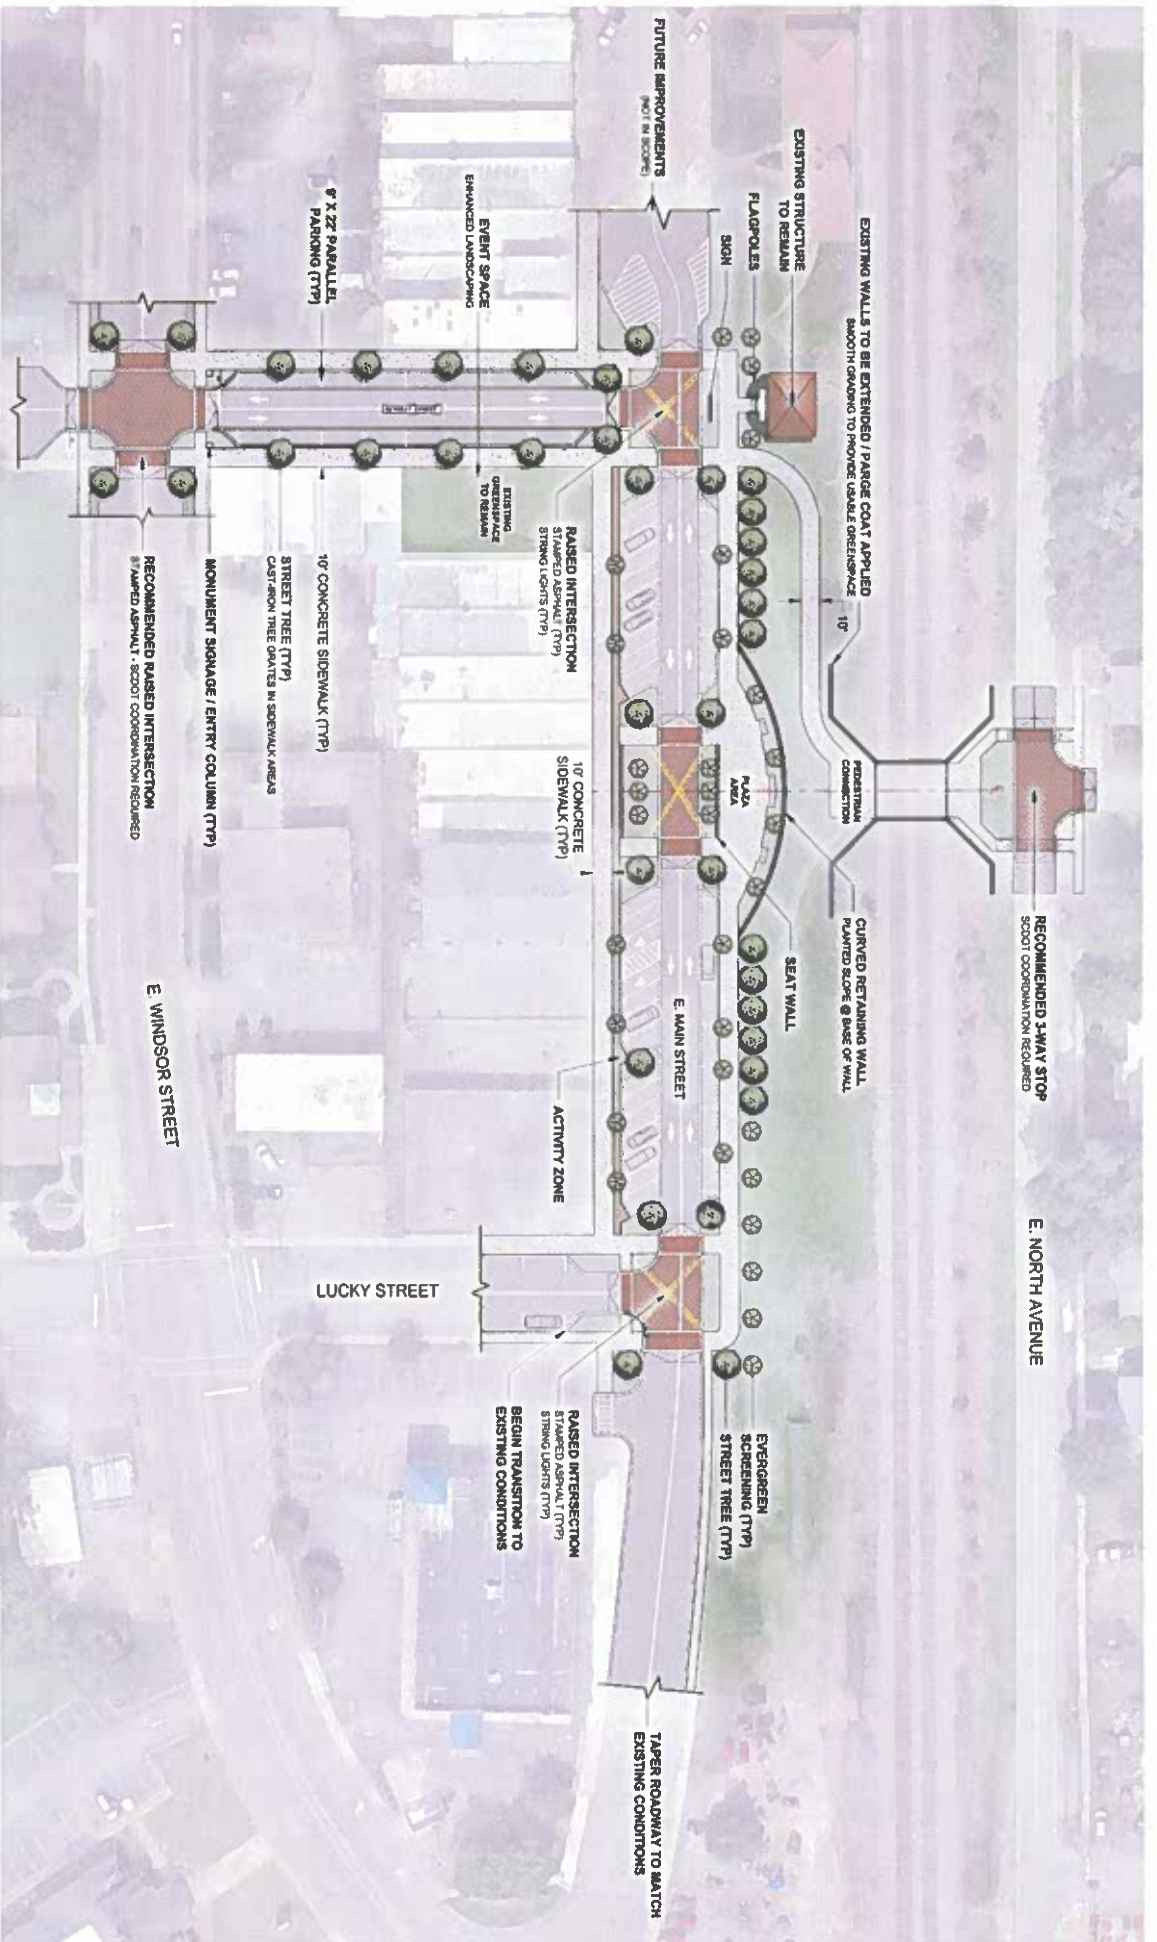 FUTURE IMPROVEMENTS
(NOT IN SCOPE)
EXISTING STRUCTURE
TO REMAIN
FLAGPOLES
SIGN
EXISTING WALLS TO BE EXTENDED / PARGE COAT APPLIED
SMOOTH GRADING TO PROVIDE USABLE GREENSPACE
10'
PEDESTRIAN
CONNECTION
RECOMMENDED 3-WAY STOP
SCDOT COORDINATION REQUIRED
CURVED RETAINING WALL
PLANTED SLOPE @ BASE OF WALL
SEAT WALL
PLAZA
AREA
E. NORTH AVENUE
EVERGREEN
SCREENING (TYP)
STREET TREE (TYP)
E. MAIN STREET
TAPER ROADWAY TO MATCH
EXISTING CONDITIONS
EVENT SPACE
ENHANCED LANDSCAPING
9' X 22' PARALLEL
PARKING (TYP)
EXISTING
GREENSPACE
TO REMAIN
RAISED INTERSECTION
STAMPED ASPHALT (TYP)
STRING LIGHTS (TYP)
10' CONCRETE
SIDEWALK (TYP)
ACTIVITY ZONE
RAISED INTERSECTION
STAMPED ASPHALT (TYP)
STRING LIGHTS (TYP)
BEGIN TRANSITION TO
EXISTING CONDITIONS
LUCKY STREET
10' CONCRETE SIDEWALK (TYP)
STREET TREE (TYP)
CAST-IRON TREE GRATES IN SIDEWALK AREAS
MONUMENT SIGNAGE / ENTRY COLUMN (TYP)
RECOMMENDED RAISED INTERSECTION
STAMPED ASPHALT - SCDOT COORDINATION REQUIRED
E. WINDSOR STREET